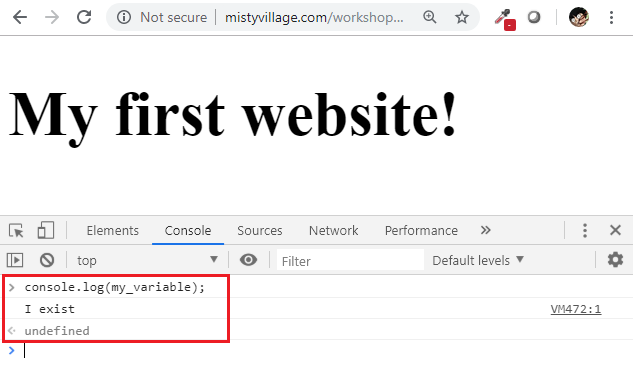 Not secure | mistyville.com/workshop...
My first website!
Elements Console Sources Network Performance »
top Filter Default levels ▼
console.log(my_variable);
I exist VM472:1
undefined